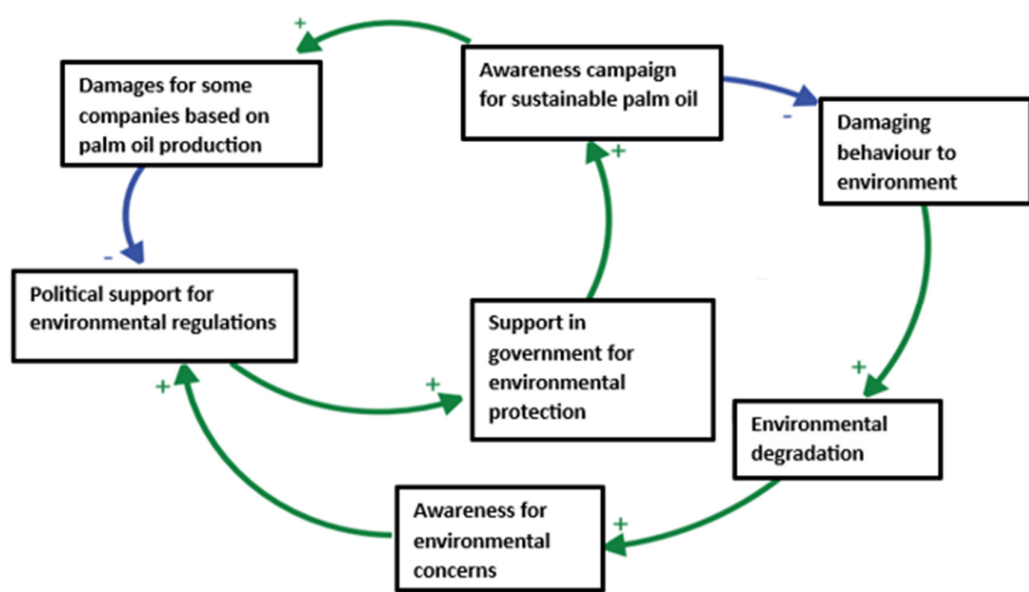 +
Damages for some
companies based on
palm oil production
Awareness campaign
for sustainable palm oil
-
Damaging
behaviour to
environment
+
-
Political support for
environmental regulations
Support in
government for
environmental
protection
+
+
+
Environmental
degradation
Awareness for
environmental
concerns
+